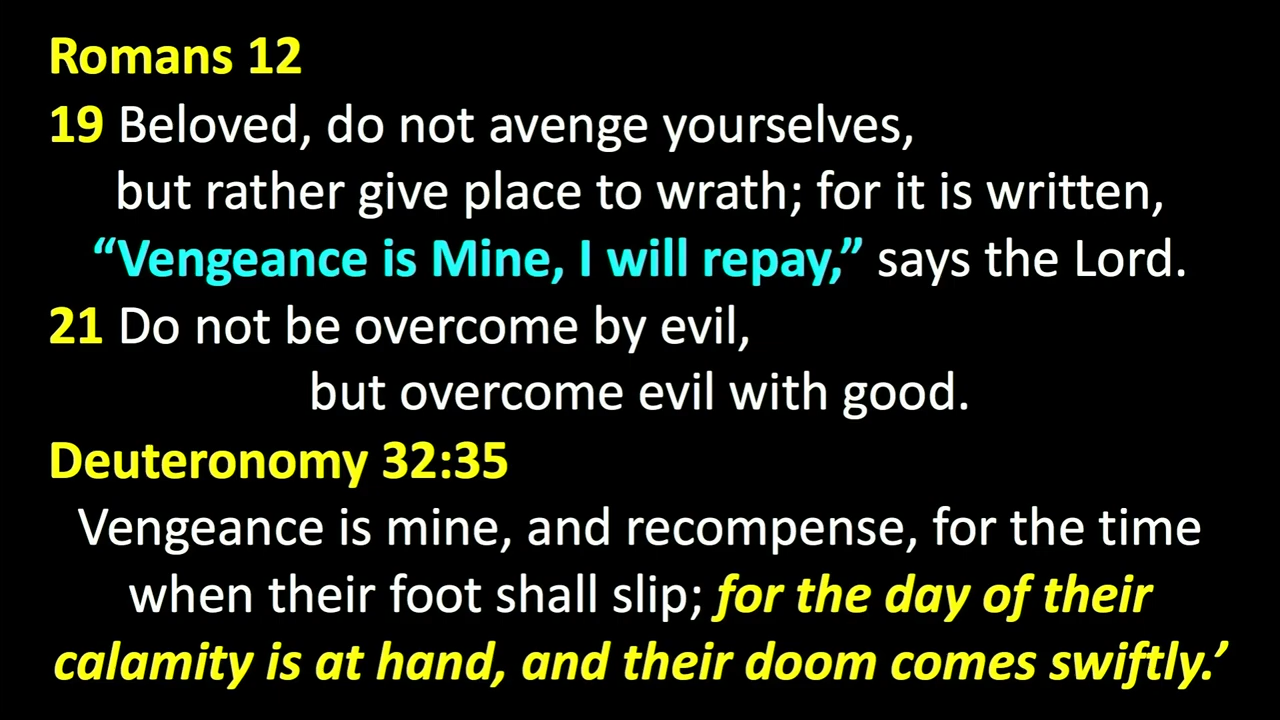 Romans 12
19 Beloved, do not avenge yourselves,
but rather give place to wrath; for it is written,
“Vengeance is Mine, I will repay,” says the Lord.
21 Do not be overcome by evil,
but overcome evil with good.
Deuteronomy 32:35
Vengeance is mine, and recompense, for the time
when their foot shall slip; for the day of their
calamity is at hand, and their doom comes swiftly.’